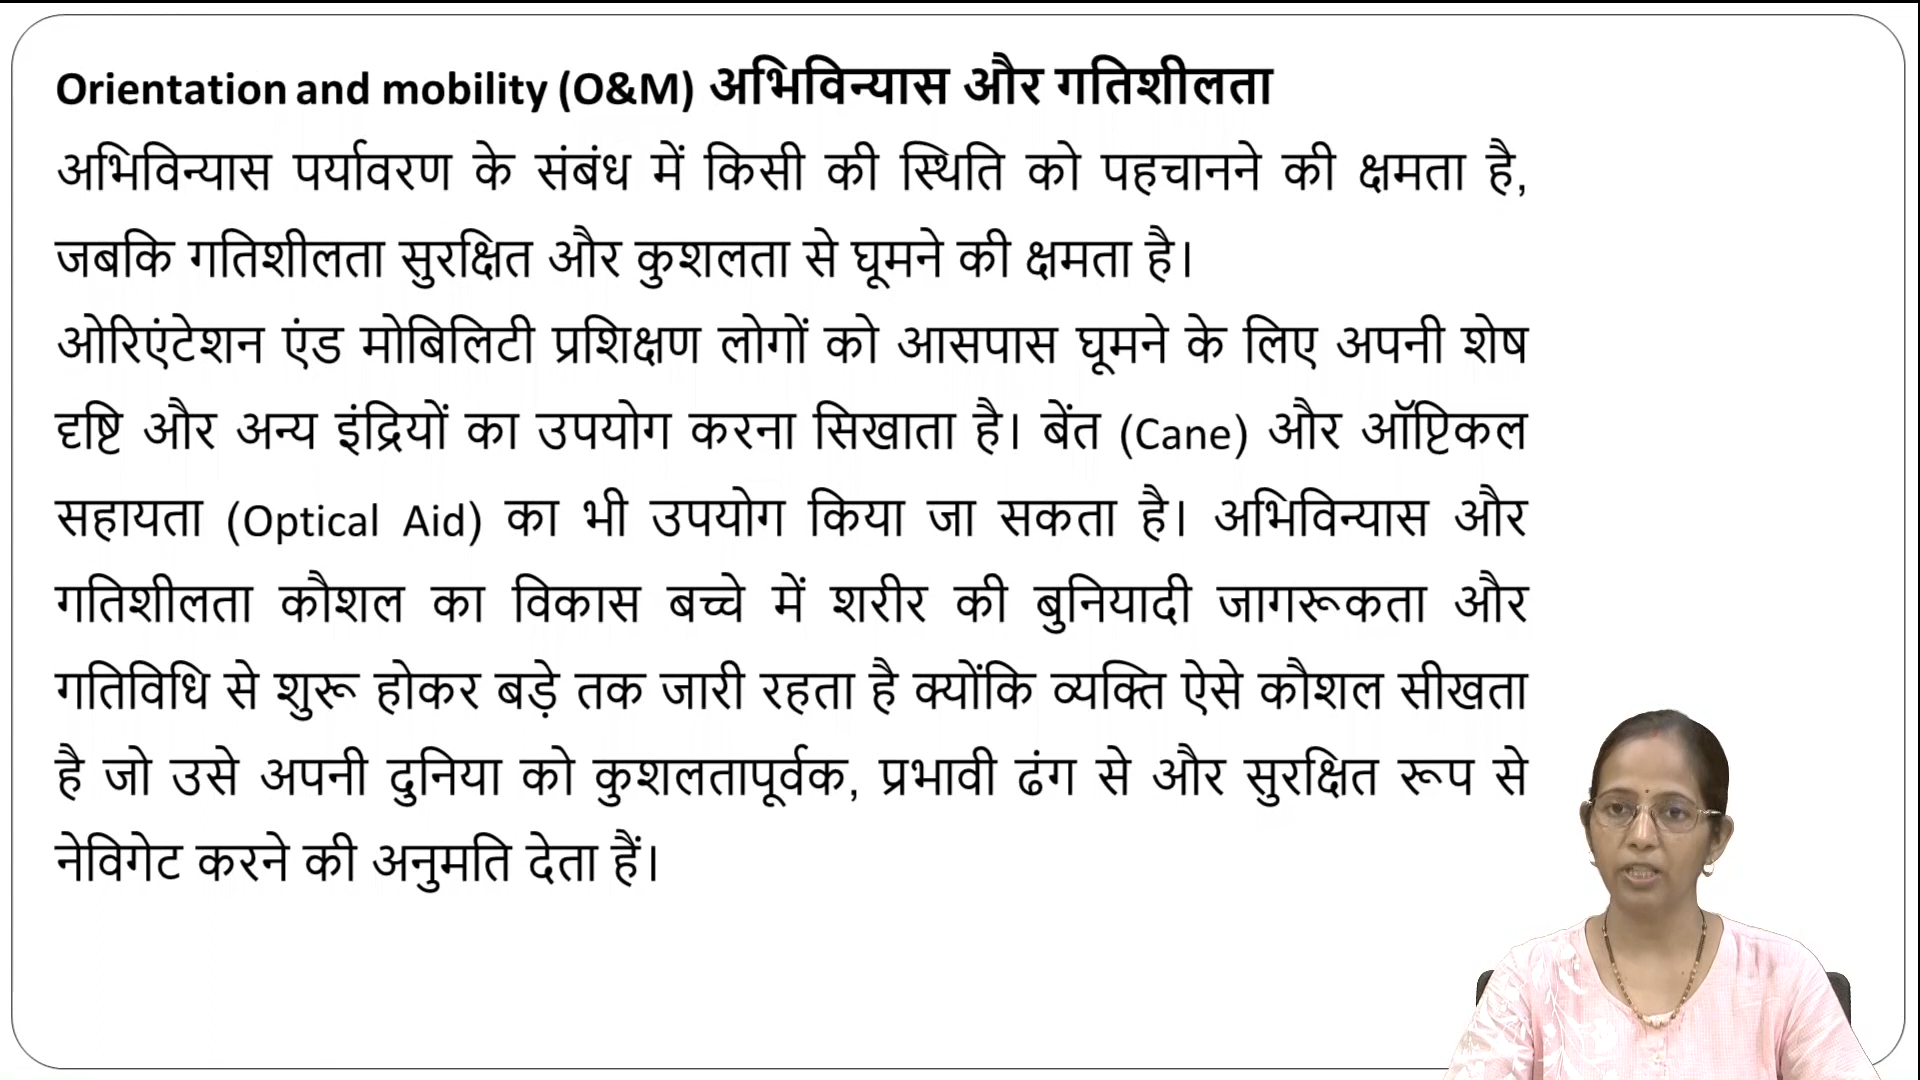 Orientation and mobility (O&M) अभिविन्यास और गतिशीलता
अभिविन्यास पर्यावरण के संबंध में किसी की स्थिति को पहचानने की क्षमता है,
जबकि गतिशीलता सुरक्षित और कुशलता से घूमने की क्षमता है।
ओरिएंटेशन एंड मोबिलिटी प्रशिक्षण लोगों को आसपास घूमने के लिए अपनी शेष
दृष्टि और अन्य इंद्रियों का उपयोग करना सिखाता है। बेंत (Cane) और ऑप्टिकल
सहायता (Optical Aid) का भी उपयोग किया जा सकता है। अभिविन्यास और
गतिशीलता कौशल का विकास बच्चे में शरीर की बुनियादी जागरूकता और
गतिविधि से शुरू होकर बड़े तक जारी रहता है क्योंकि व्यक्ति ऐसे कौशल सीखता
है जो उसे अपनी दुनिया को कुशलतापूर्वक, प्रभावी ढंग से और सुरक्षित रूप से
नेविगेट करने की अनुमति देता हैं।